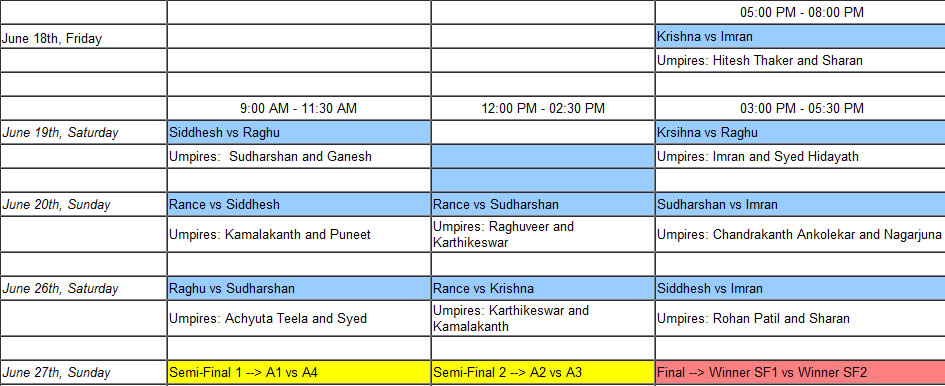 05:00 PM - 08:00 PM
June 18th, Friday
Krishna vs Imran
Umpires: Hitesh Thaker and Sharan
9:00 AM - 11:30 AM
12:00 PM - 02:30 PM
03:00 PM - 05:30 PM
June 19th, Saturday
Siddhesh vs Raghu
Krsihna vs Raghu
Umpires:  Sudharshan and Ganesh
Umpires: Imran and Syed Hidayath
June 20th, Sunday
Rance vs Siddhesh
Rance vs Sudharshan
Sudharshan vs Imran
Umpires: Kamalakanth and Puneet
Umpires: Raghuveer and
Karthikeswar
Umpires: Chandrakanth Ankolekar and Nagarjuna
June 26th, Saturday
Raghu vs Sudharshan
Rance vs Krishna
Siddhesh vs Imran
Umpires: Achyuta Teela and Syed
Umpires: Karthikeswar and
Kamalakanth
Umpires: Rohan Patil and Sharan
June 27th, Sunday
Semi-Final 1 --> A1 vs A4
Semi-Final 2 --> A2 vs A3
Final --> Winner SF1 vs Winner SF2